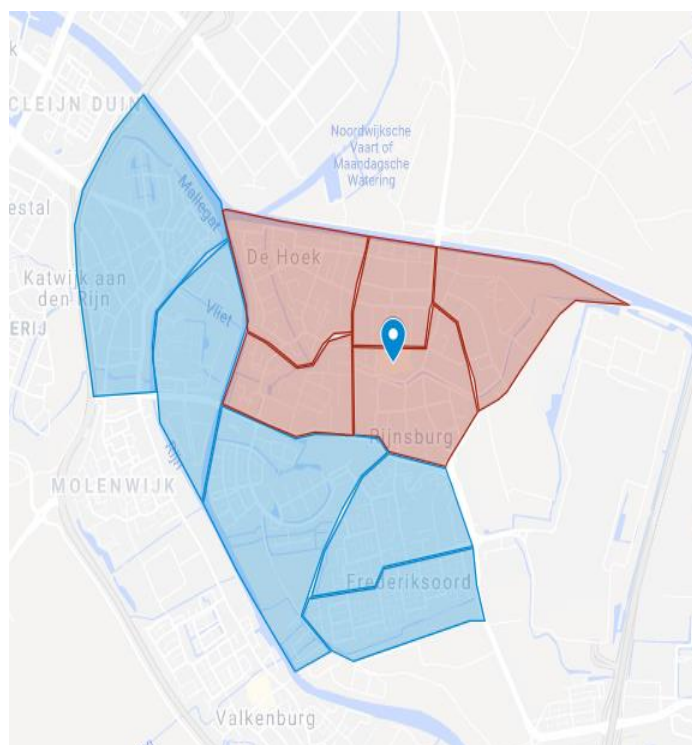 k
CLEIJN DUIN
Noordwijksche
Vaart of
Maandagsche
Watering
Mallegat
estal
De Hoek
Katwijk aan
den Rijn
Vliet
ERIJ
Rijnsburg
Rijn
MOLENWIJK
Frederiksoord
Valkenburg